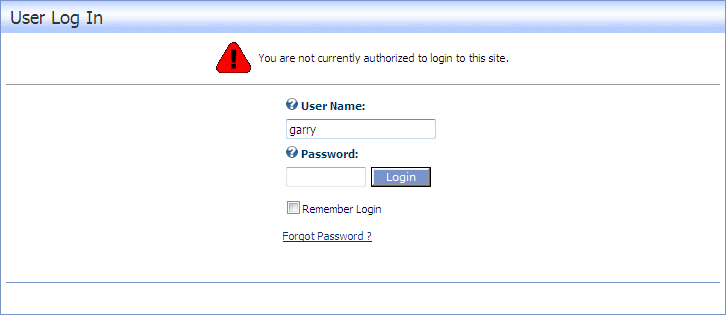 User Log In
You are not currently authorized to login to this site.
User Name:
garry
Password:
Login
Remember Login
Forgot Password ?